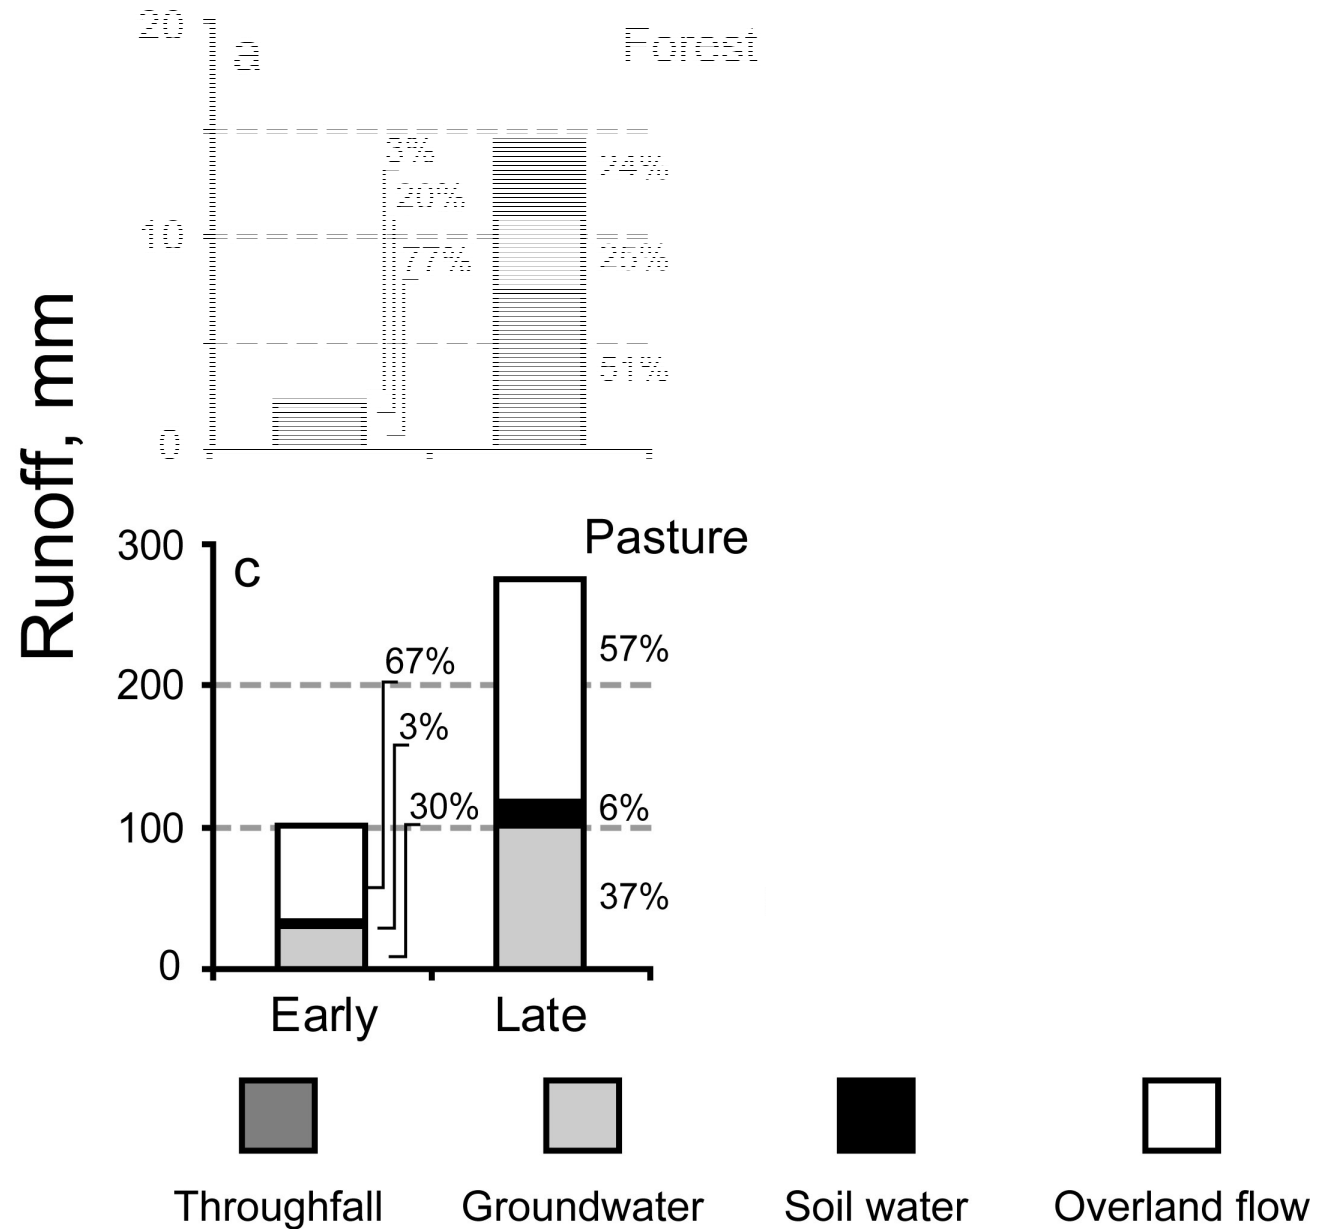 20
a
Forest
3%
24%
20%
10
77%
25%
51%
0
Runoff, mm
300
c
Pasture
57%
67%
200
3%
30%
6%
100
37%
0
Early
Late
Throughfall
Groundwater
Soil water
Overland flow